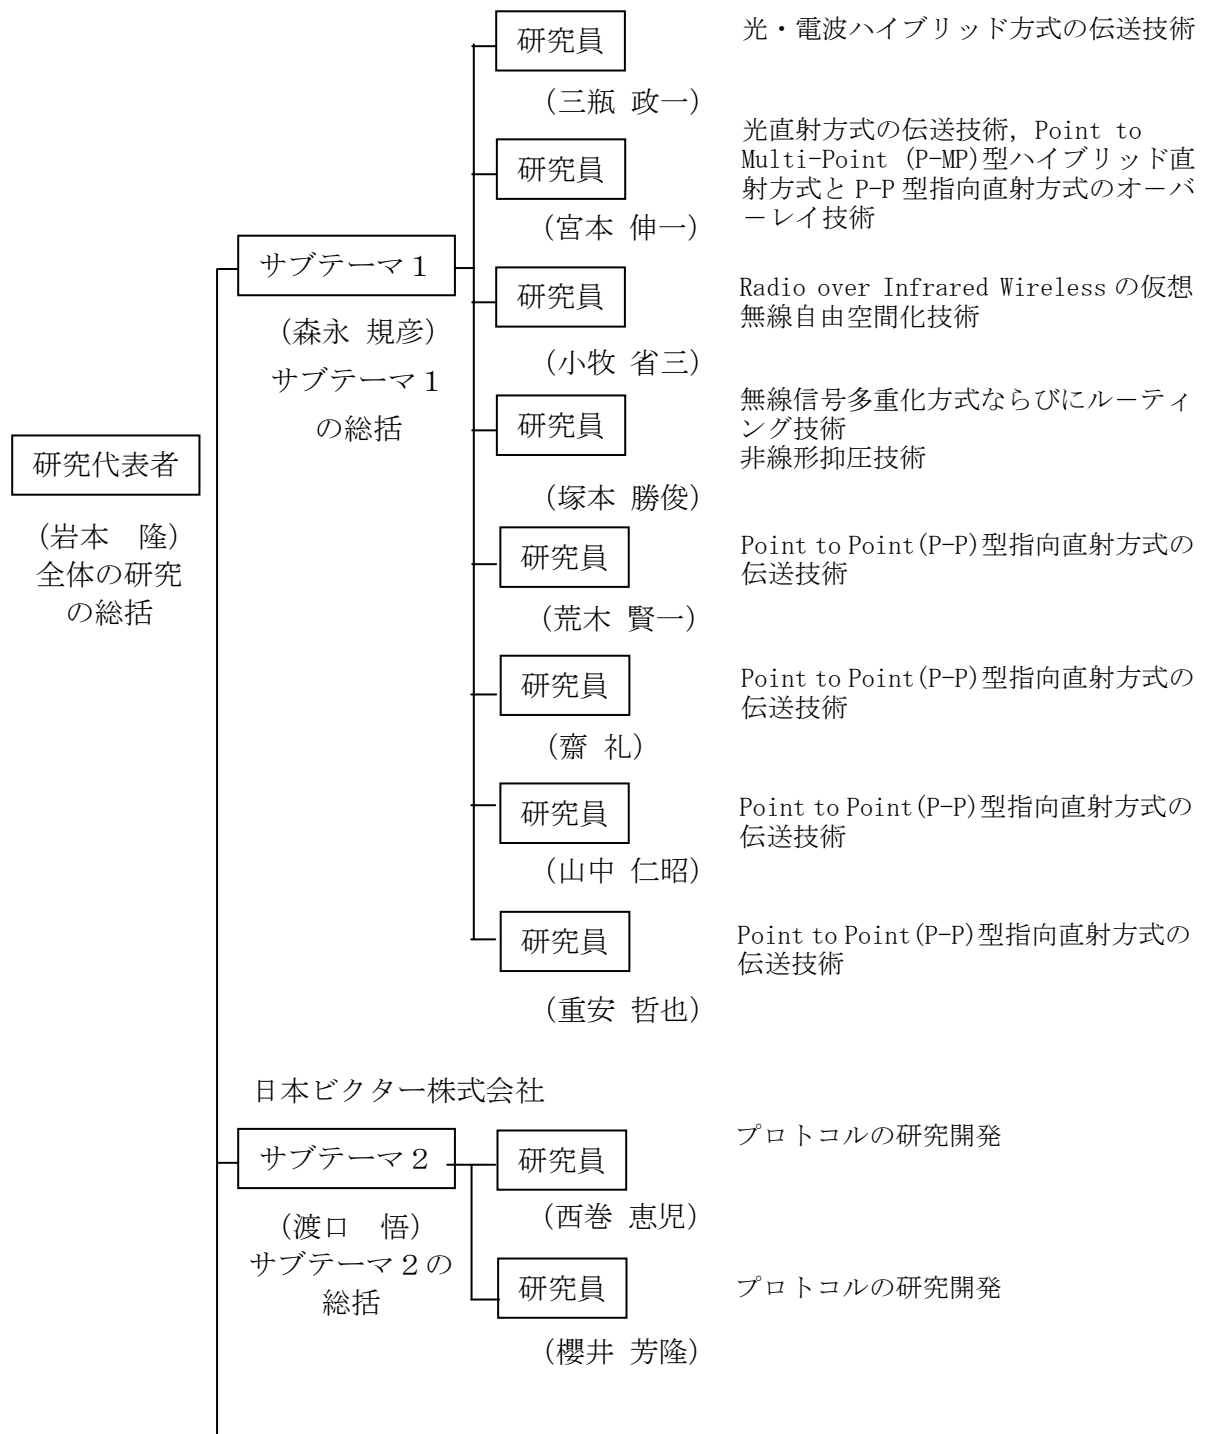 研究員
光・電波ハイブリッド方式の伝送技術
(三瓶 政一)
研究員
光直射方式の伝送技術, Point to
Multi-Point (P-MP)型ハイブリッド直
射方式と P-P 型指向直射方式のオーバ
ーレイ技術
(宮本 伸一)
サブテーマ1
(森永 規彦)
サブテーマ1
の総括
研究員
Radio over Infrared Wireless の仮想
無線自由空間化技術
(小牧 省三)
研究員
無線信号多重化方式ならびにルーティ
ング技術
非線形抑圧技術
(塚本 勝俊)
研究代表者
(岩本 隆)
全体の研究
の総括
研究員
Point to Point(P-P)型指向直射方式の
伝送技術
(荒木 賢一)
研究員
Point to Point(P-P)型指向直射方式の
伝送技術
(齋 礼)
研究員
Point to Point(P-P)型指向直射方式の
伝送技術
(山中 仁昭)
研究員
Point to Point(P-P)型指向直射方式の
伝送技術
(重安 哲也)
日本ビクター株式会社
サブテーマ2
(渡口 悟)
サブテーマ2の
総括
研究員
プロトコルの研究開発
(西巻 恵児)
研究員
プロトコルの研究開発
(櫻井 芳隆)